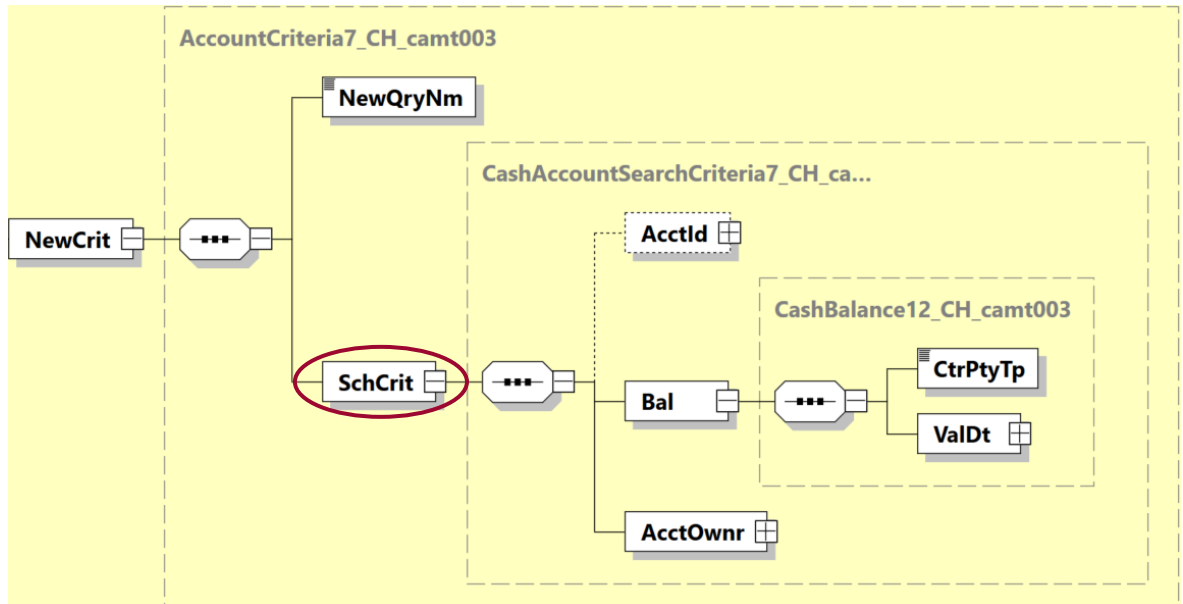 AccountCriteria7_CH_camt003
NewQryNm
CashAccountSearchCriteria7_CH_ca...
NewCrit
AcctId
CashBalance12_CH_camt003
CtrPtyTp
SchCrit
Bal
ValDt
AcctOwnr